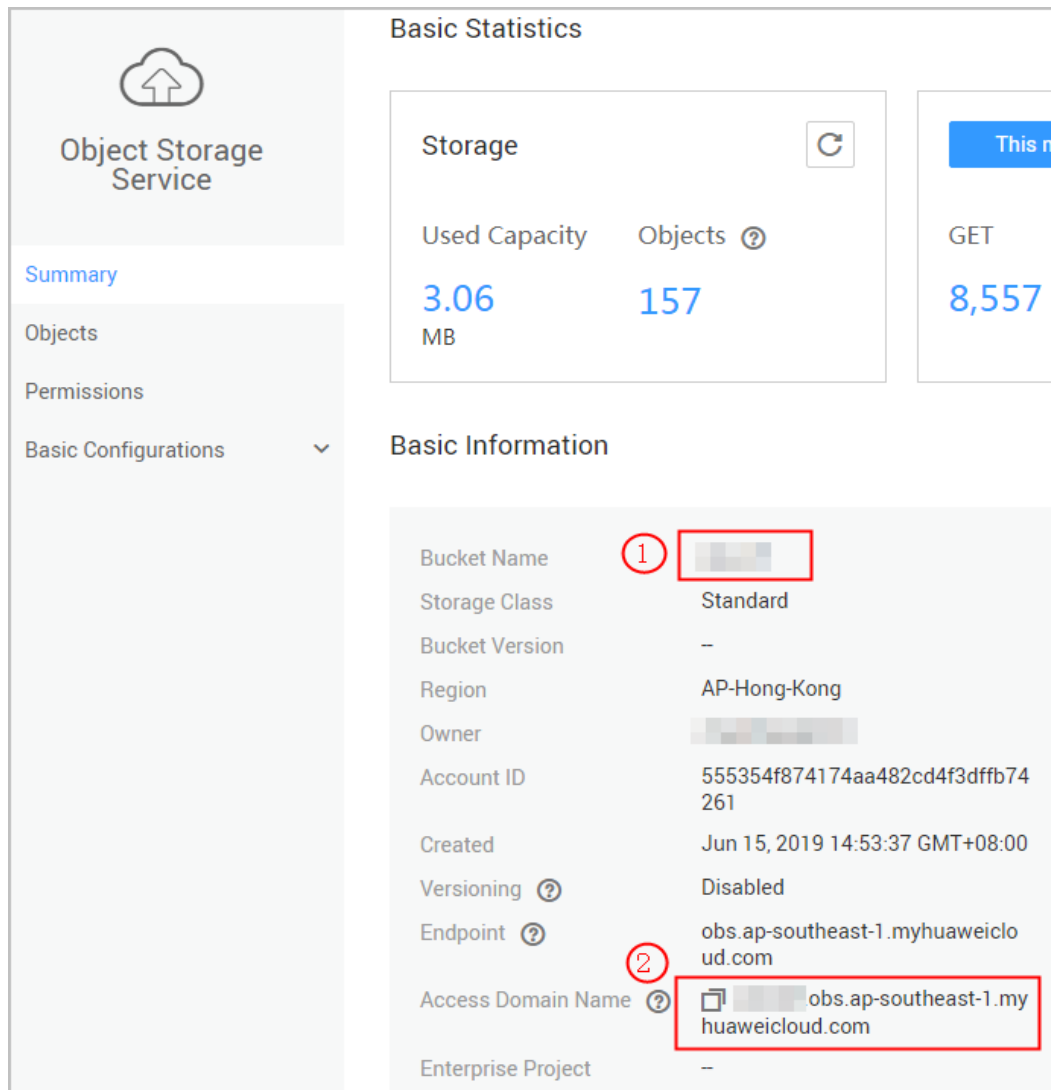 Object Storage
Service
Summary
Objects
Permissions
Basic Configurations
Basic Statistics
Storage
Used Capacity
3.06
MB
Objects ?
157
This
GET
8,557
Basic Information
Bucket Name
1
Storage Class Standard
Bucket Version --
Region AP-Hong-Kong
Owner
Account ID 555354f874174aa482cd4f3dffb74
261
Created Jun 15, 2019 14:53:37 GMT+08:00
Versioning ? Disabled
Endpoint ? obs.ap-southeast-1.myhuaweiclo
ud.com
2
Access Domain Name ? obs.ap-southeast-1.my
huaweicloud.com
Enterprise Project --